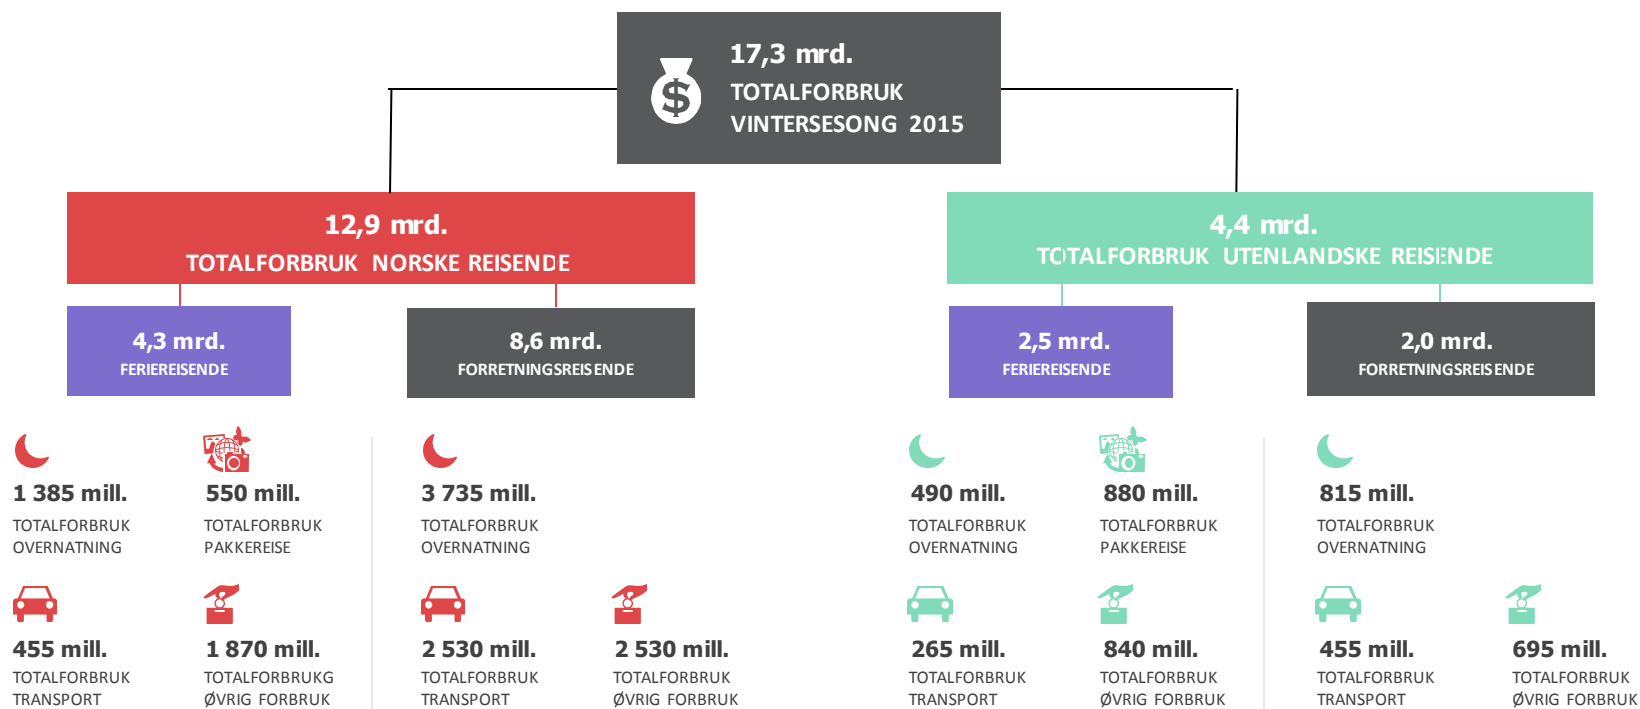 17,3 mrd.
TOTALFORBRUK
VINTERSESONG 2015
12,9 mrd.
TOTALFORBRUK NORSKE REISENDE
4,4 mrd.
TOTALFORBRUK UTENLANDSKE REISENDE
4,3 mrd.
FERIEREISENDE
8,6 mrd.
FORRETNINGSREISENDE
2,5 mrd.
FERIEREISENDE
2,0 mrd.
FORRETNINGSREISENDE
1 385 mill.
TOTALFORBRUK
OVERNATNING
550 mill.
TOTALFORBRUK
PAKKEREISE
455 mill.
TOTALFORBRUK
TRANSPORT
1 870 mill.
TOTALFORBRUKG
ØVRIG FORBRUK
3 735 mill.
TOTALFORBRUK
OVERNATNING
2 530 mill.
TOTALFORBRUK
TRANSPORT
2 530 mill.
TOTALFORBRUK
ØVRIG FORBRUK
490 mill.
TOTALFORBRUK
OVERNATNING
880 mill.
TOTALFORBRUK
PAKKEREISE
265 mill.
TOTALFORBRUK
TRANSPORT
840 mill.
TOTALFORBRUK
ØVRIG FORBRUK
815 mill.
TOTALFORBRUK
OVERNATNING
455 mill.
TOTALFORBRUK
TRANSPORT
695 mill.
TOTALFORBRUK
ØVRIG FORBRUK